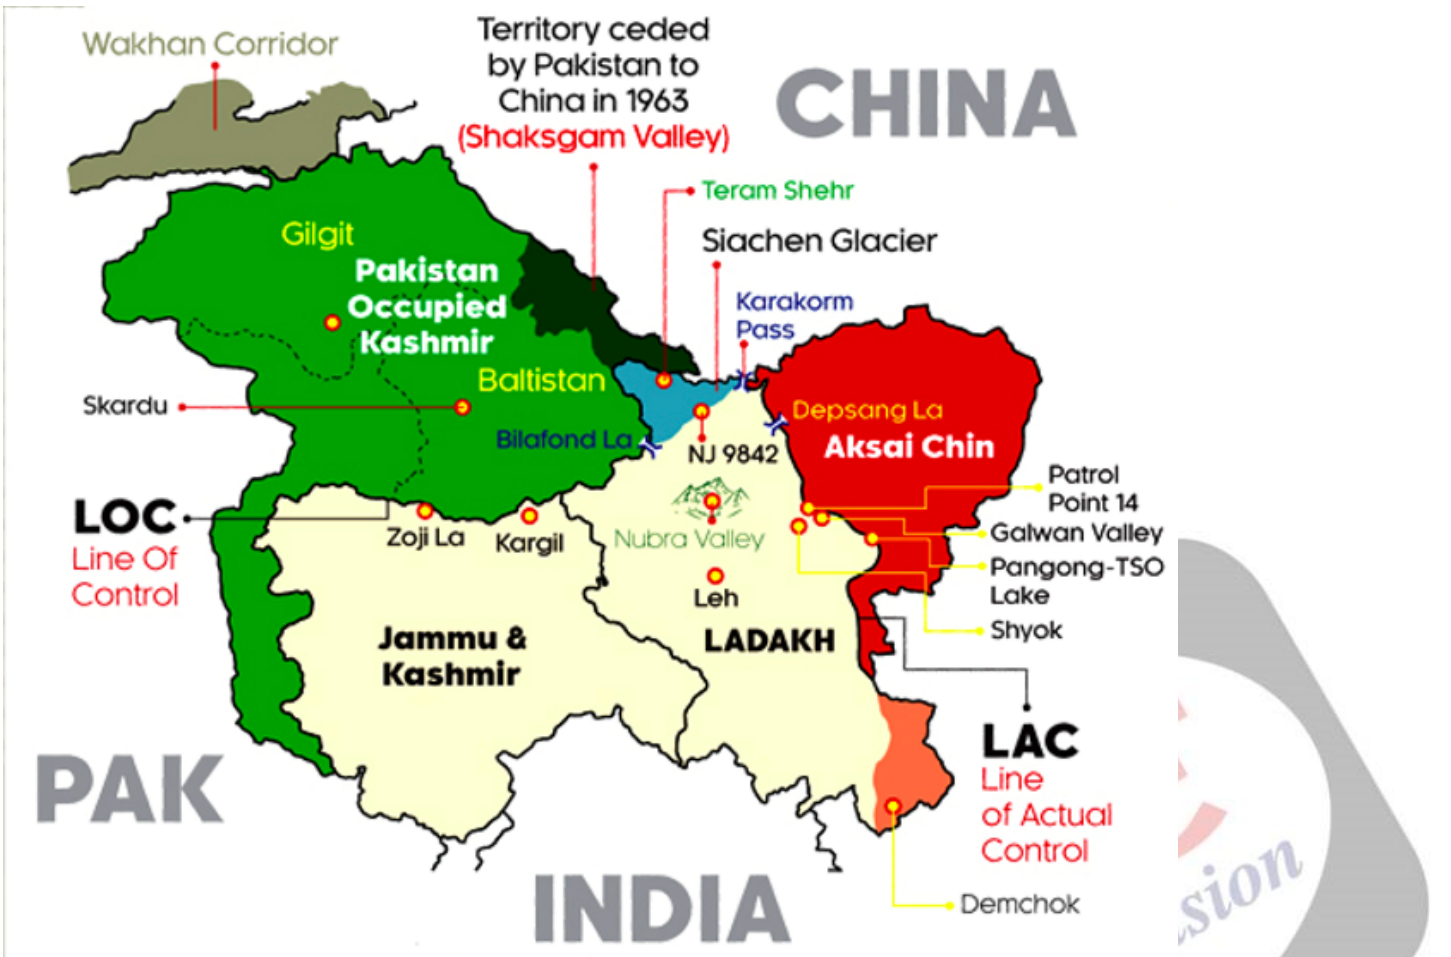 Wakhan Corridor
Territory ceded
by Pakistan to
China in 1963
(Shaksgam Valley)
CHINA
Teram Shehr
Siachen Glacier
Gilgit
Pakistan
Occupied
Kashmir
Karakorm
Pass
Baltistan
Skardu
Depsang La
Bilafond La
Aksai Chin
NJ 9842
Patrol
Point 14
LOC
Line Of
Control
Zoji La
Kargil
Nubra Valley
Galwan Valley
Pangong-TSO
Lake
Leh
Shyok
Jammu &
Kashmir
LADAKH
PAK
LAC
Line
of Actual
Control
INDIA
Demchok